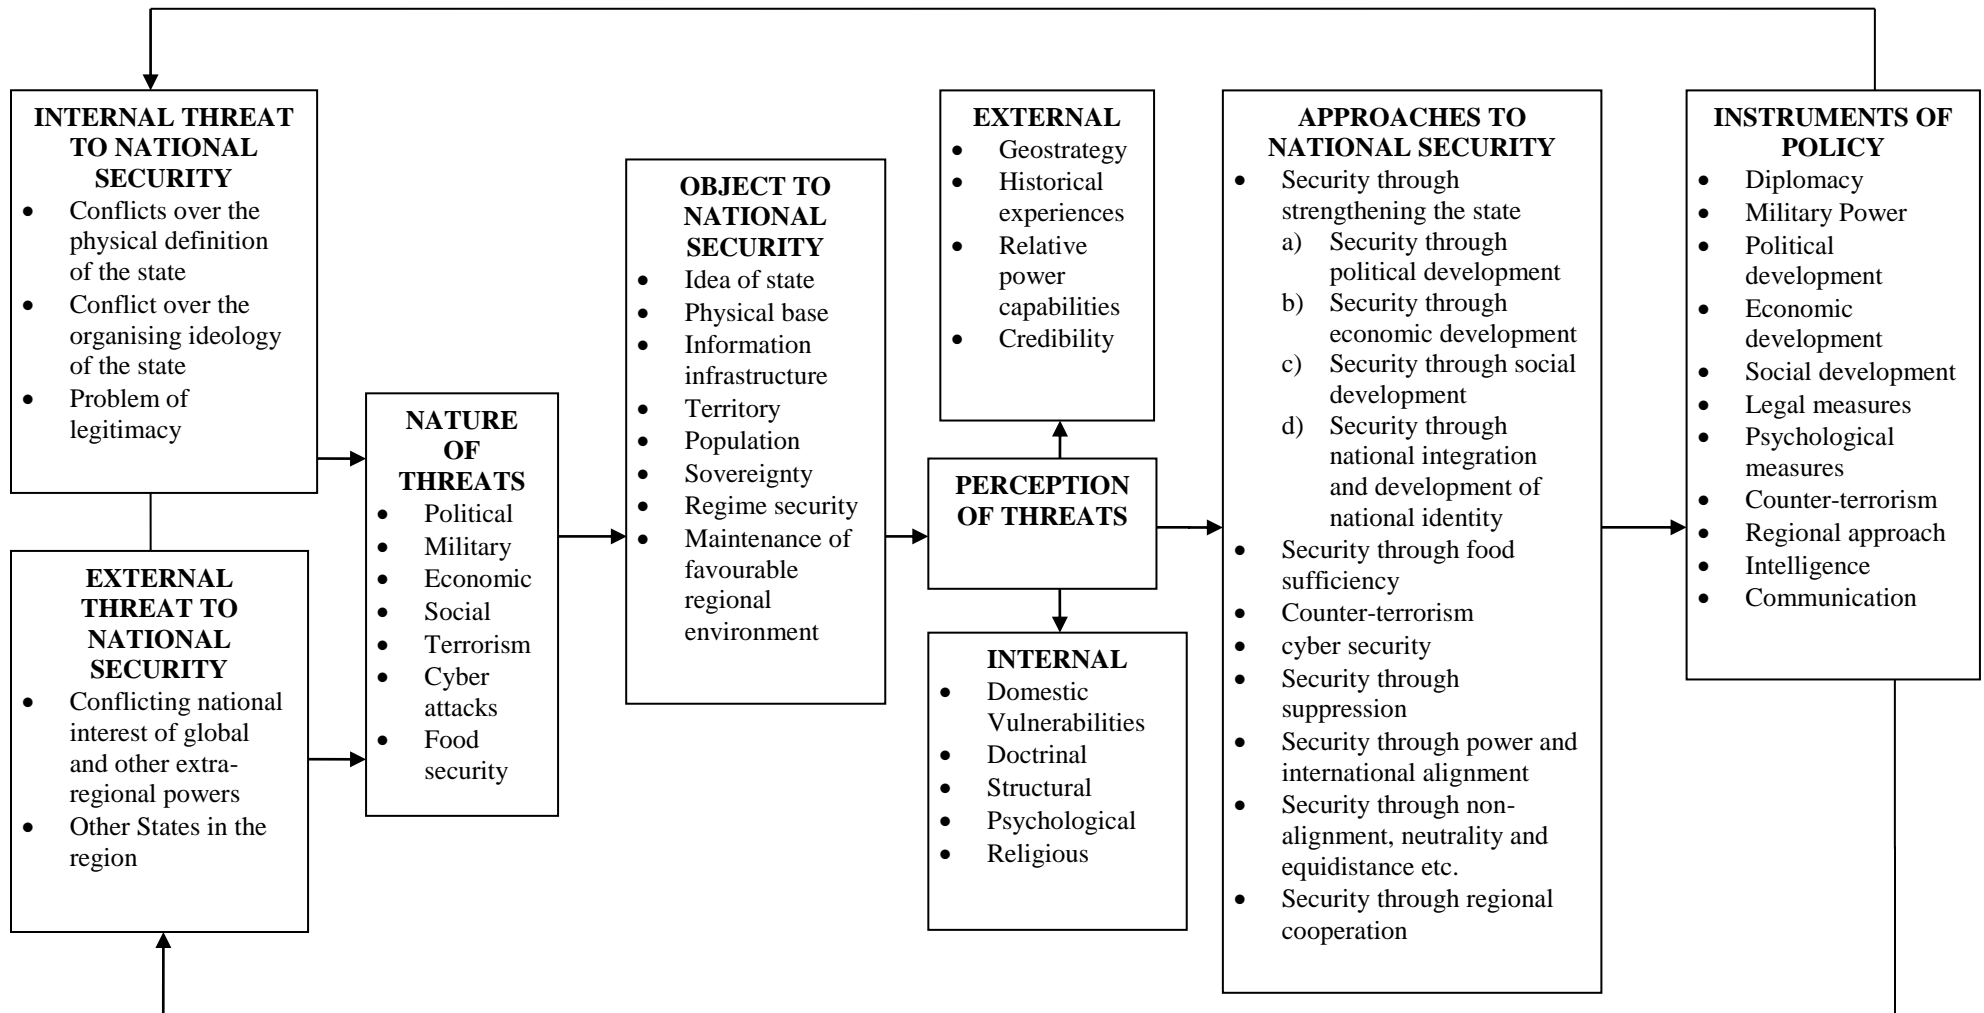 INTERNAL THREAT
TO NATIONAL
SECURITY
• Conflicts over the
physical definition
of the state
• Conflict over the
organising ideology
of the state
• Problem of
legitimacy
EXTERNAL
THREAT TO
NATIONAL
SECURITY
• Conflicting national
interest of global
and other extra-
regional powers
• Other States in the
region
NATURE
OF
THREATS
• Political
• Military
• Economic
• Social
• Terrorism
• Cyber
attacks
• Food
security
OBJECT TO
NATIONAL
SECURITY
• Idea of state
• Physical base
• Information
infrastructure
• Territory
• Population
• Sovereignty
• Regime security
• Maintenance of
favourable
regional
environment
EXTERNAL
• Geostrategy
• Historical
experiences
• Relative
power
capabilities
• Credibility
PERCEPTION
OF THREATS
INTERNAL
• Domestic
Vulnerabilities
• Doctrinal
• Structural
• Psychological
• Religious
APPROACHES TO
NATIONAL SECURITY
• Security through
strengthening the state
a) Security through
political development
b) Security through
economic development
c) Security through social
development
d) Security through
national integration
and development of
national identity
• Security through food
sufficiency
• Counter-terrorism
• cyber security
• Security through
suppression
• Security through power and
international alignment
• Security through non-
alignment, neutrality and
equidistance etc.
• Security through regional
cooperation
INSTRUMENTS OF
POLICY
• Diplomacy
• Military Power
• Political
development
• Economic
development
• Social development
• Legal measures
• Psychological
measures
• Counter-terrorism
• Regional approach
• Intelligence
• Communication